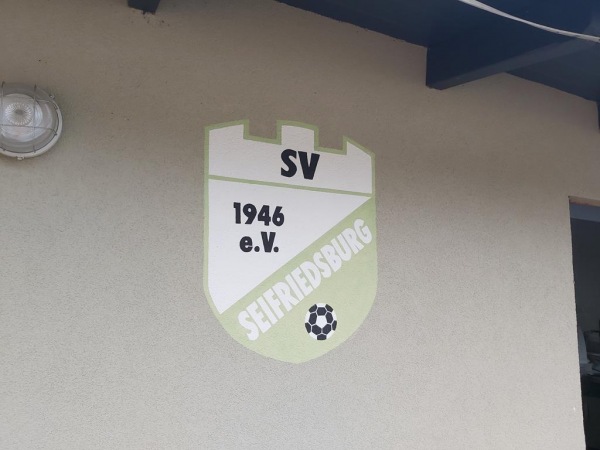 SV
1946
e.V.
SEIFRIEDSBURG